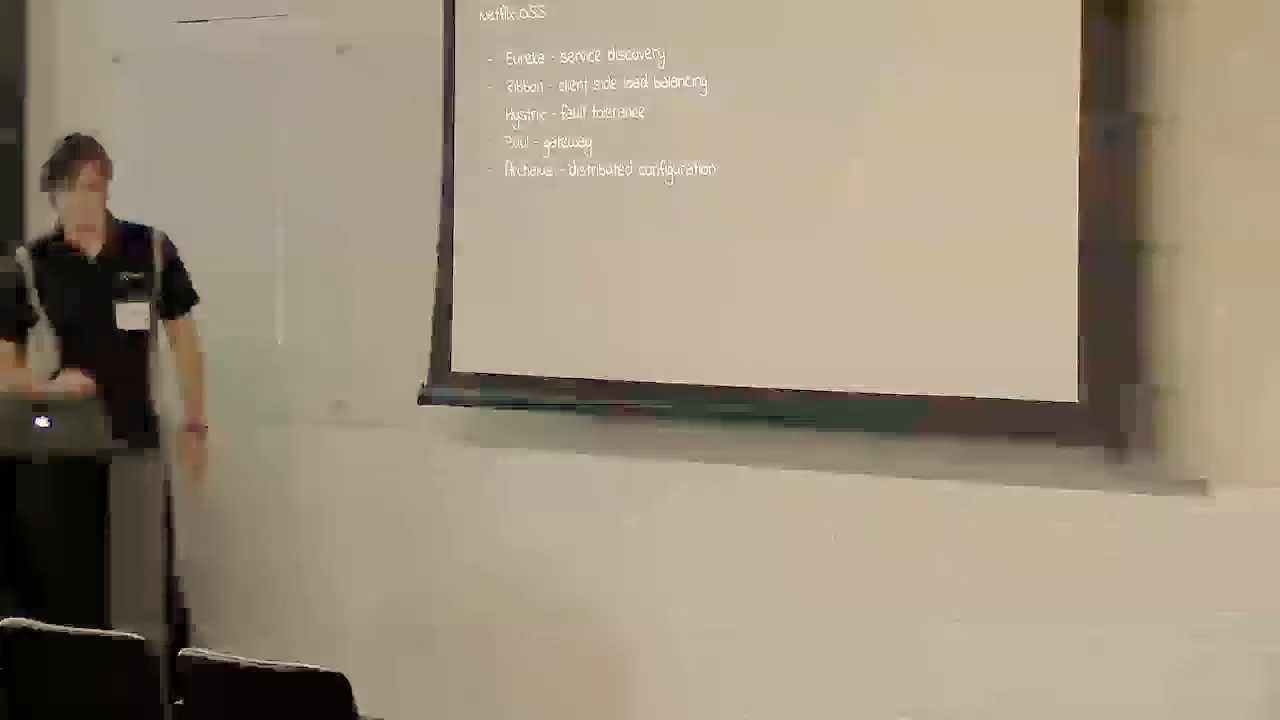 Netflix OSS
- Eureka - service discovery
- Ribbon - client side load balancing
- Hystrix - fault tolerance
- Zuul - gateway
- Archaius - distributed configuration